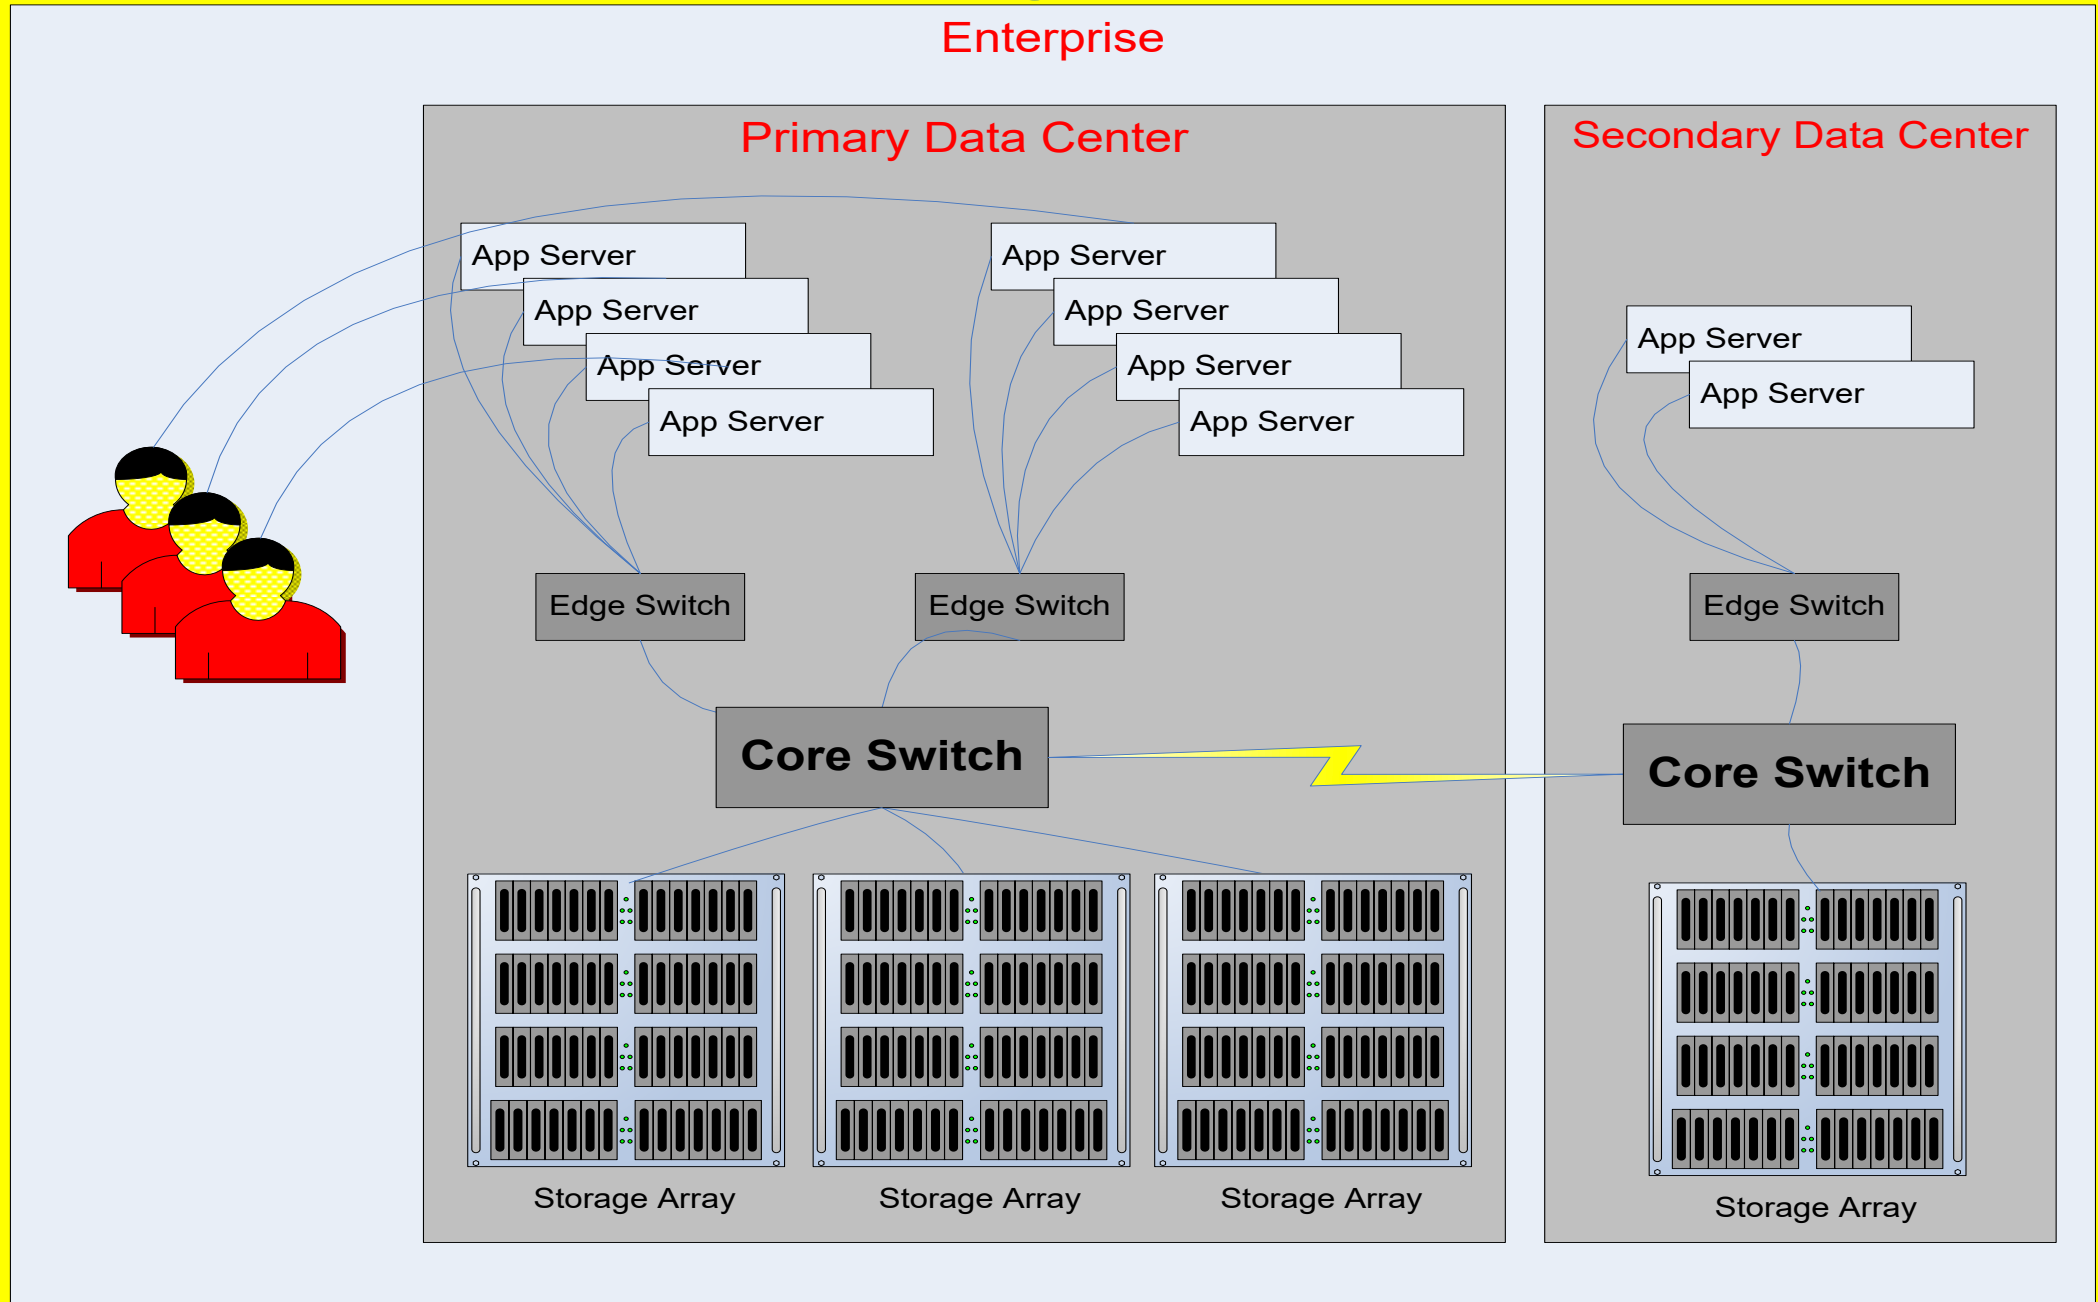 Enterprise
Primary Data Center
Secondary Data Center
App Server
App Server
App Server
App Server
App Server
App Server
App Server
App Server
App Server
App Server
Edge Switch
Edge Switch
Edge Switch
Core Switch
Core Switch
Storage Array
Storage Array
Storage Array
Storage Array